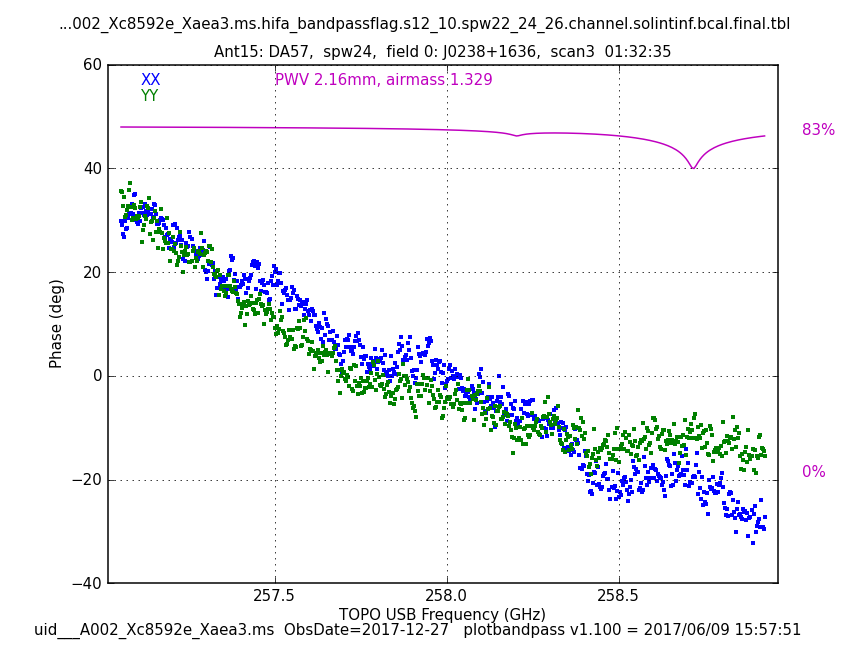 ...002_Xc8592e_Xaea3.ms.hifa_bandpassflag.s12_10.spw22_24_26.channel.solintinf.bcal.final.tbl
Ant15: DA57, spw24, field 0: J0238+1636, scan3 01:32:35
XX
PWV 2.16mm, airmass 1.329
YY
60
40
20
0
−20
−40
83%
0%
Phase (deg)
257.5 258.0 258.5
TOPO USB Frequency (GHz)
uid___A002_Xc8592e_Xaea3.ms ObsDate=2017-12-27 plotbandpass v1.100 = 2017/06/09 15:57:51